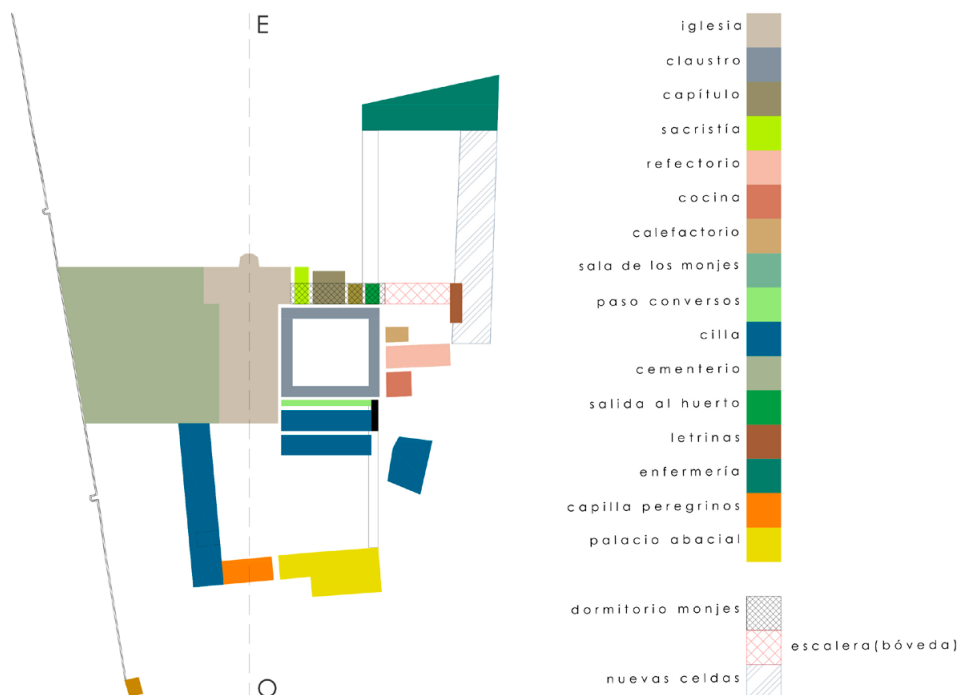 E
O
iglesia
claustro
capítulo
sacristía
refectorio
cocina
calefactorio
sala de los monjes
paso conversos
cilla
cementerio
salida al huerto
letrinas
enfermería
capilla peregrinos
palacio abacial
dormitorio monjes
escalera(bóveda)
nuevas celdas